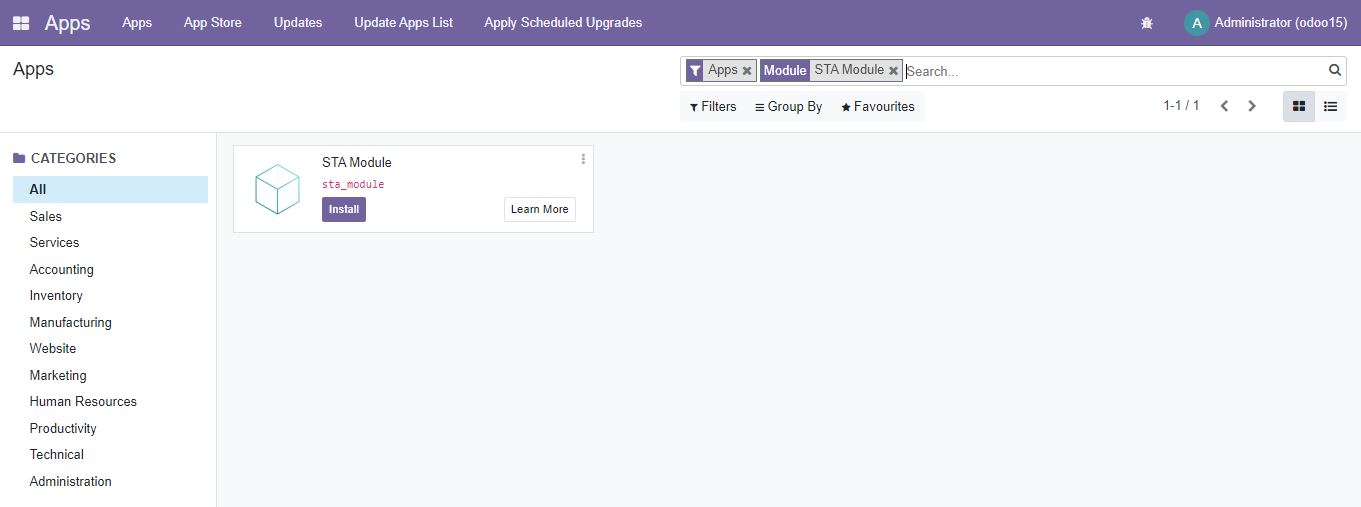 Apps Apps App Store Updates Update Apps List Apply Scheduled Upgrades A Administrator (odoo15)
Apps
Apps Module STA Module Search...
Filters Group By Favourites 1-1 / 1
CATEGORIES
All
Sales
Services
Accounting
Inventory
Manufacturing
Website
Marketing
Human Resources
Productivity
Technical
Administration
STA Module
sta_module
Install Learn More